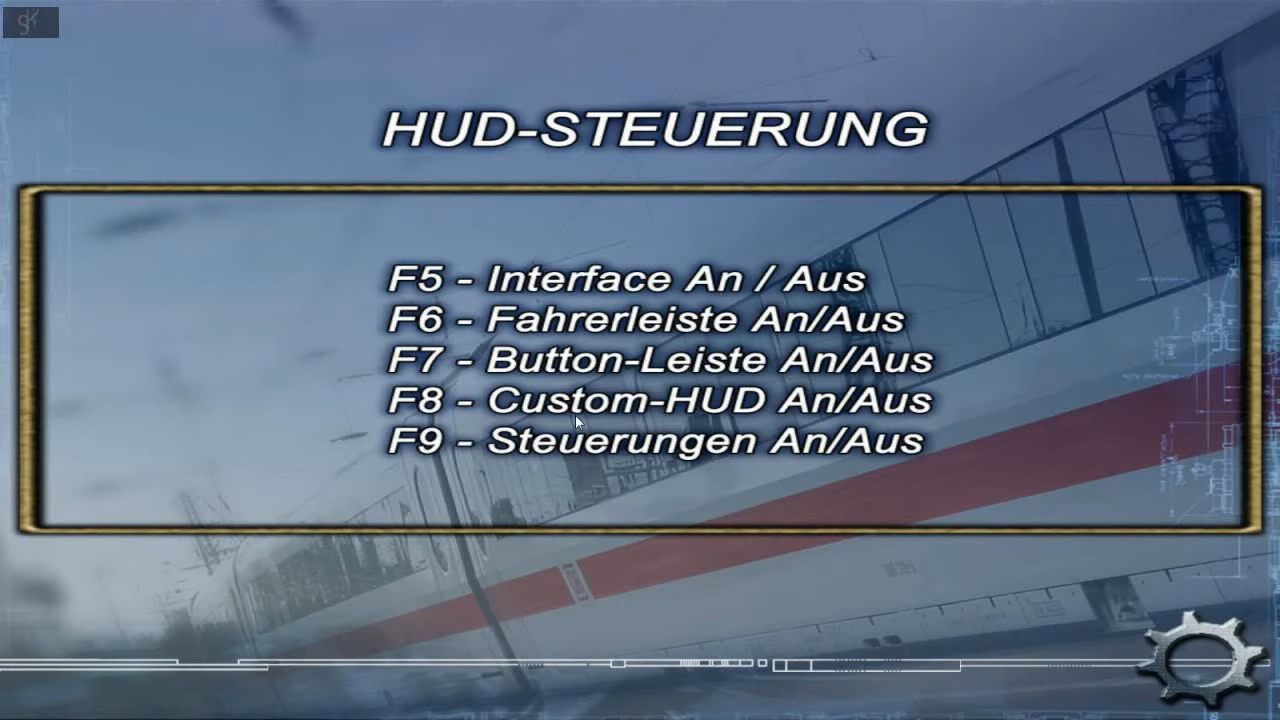 HUD-STEUERUNG
F5 - Interface An / Aus
F6 - Fahrerleiste An/Aus
F7 - Button-Leiste An/Aus
F8 - Custom-HUD An/Aus
F9 - Steuerungen An/Aus